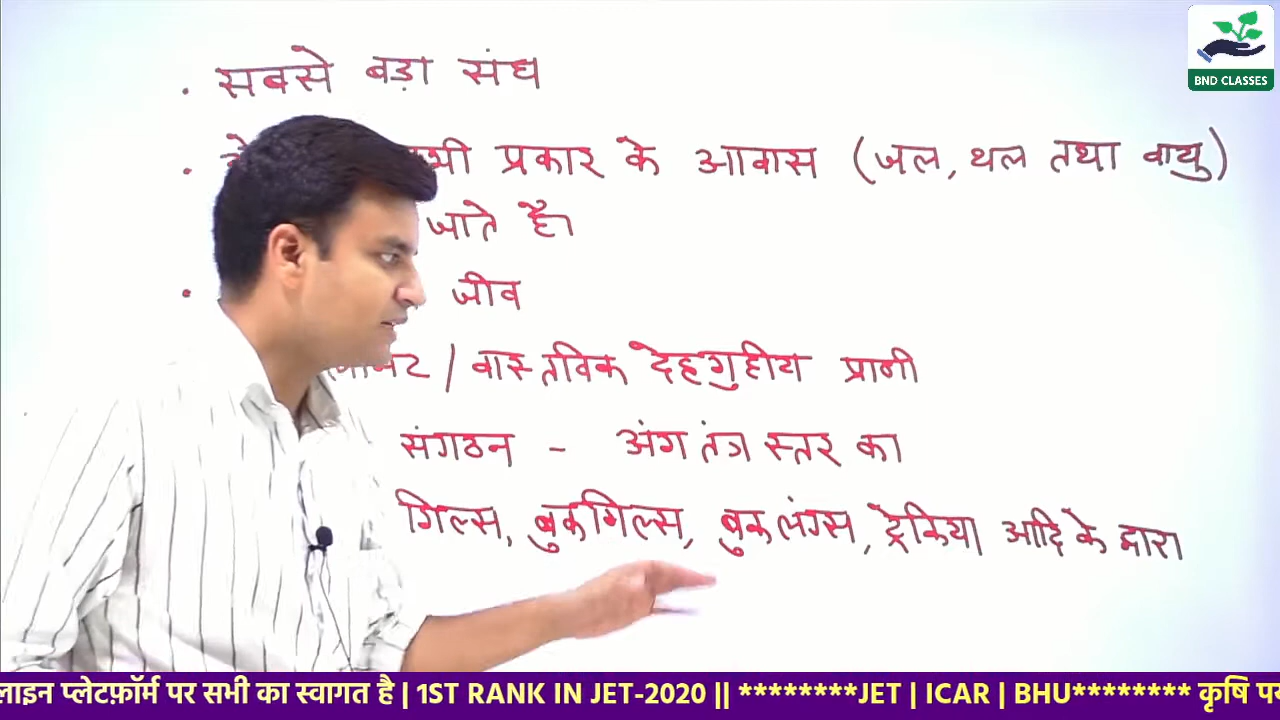 BND CLASSES
. सबसे बड़ा संघ
. प्रकार के आवास (जल, थल तथा वायु)
जाते है।
. जीव
/ वास्तविक देहगुहीय प्रानी
संगठन - अंग तंत्र स्तर का
गिल्स, बुकगिल्स, बुकलंग्स, ट्रेकिया आदि के द्वारा
लाइन प्लेटफ़ॉर्म पर सभी का स्वागत है | 1ST RANK IN JET-2020 || ********JET | ICAR | BHU******** कृषि